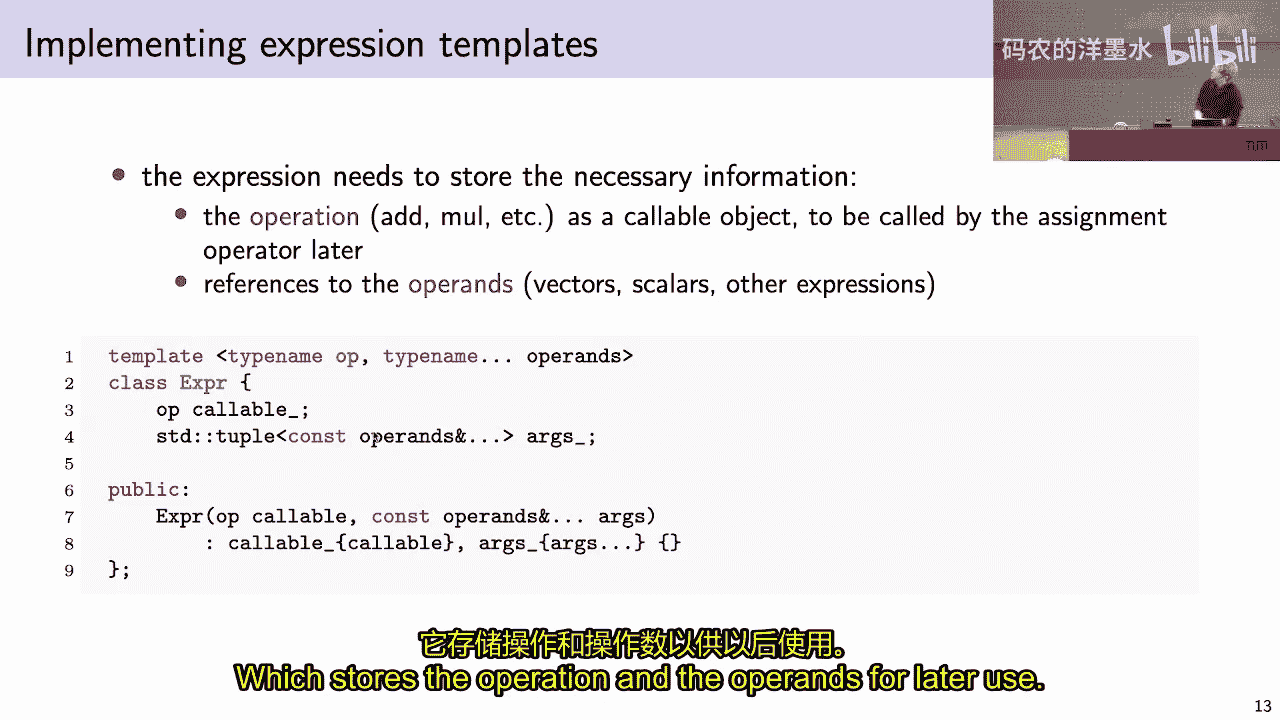 Implementing expression templates
码农的洋墨水 bilibili
• the expression needs to store the necessary information:
• the operation (add, mul, etc.) as a callable object, to be called by the assignment
operator later
• references to the operands (vectors, scalars, other expressions)
1 template <typename op, typename... operands>
2 class Expr {
3 op callable_;
4 std::tuple<const operands&...> args_;
5
6 public:
7 Expr(op callable, const operands&... args)
8 : callable_{callable}, args_{args...} {}
9 };
它存储操作和操作数以供以后使用。
Which stores the operation and the operands for later use.
13